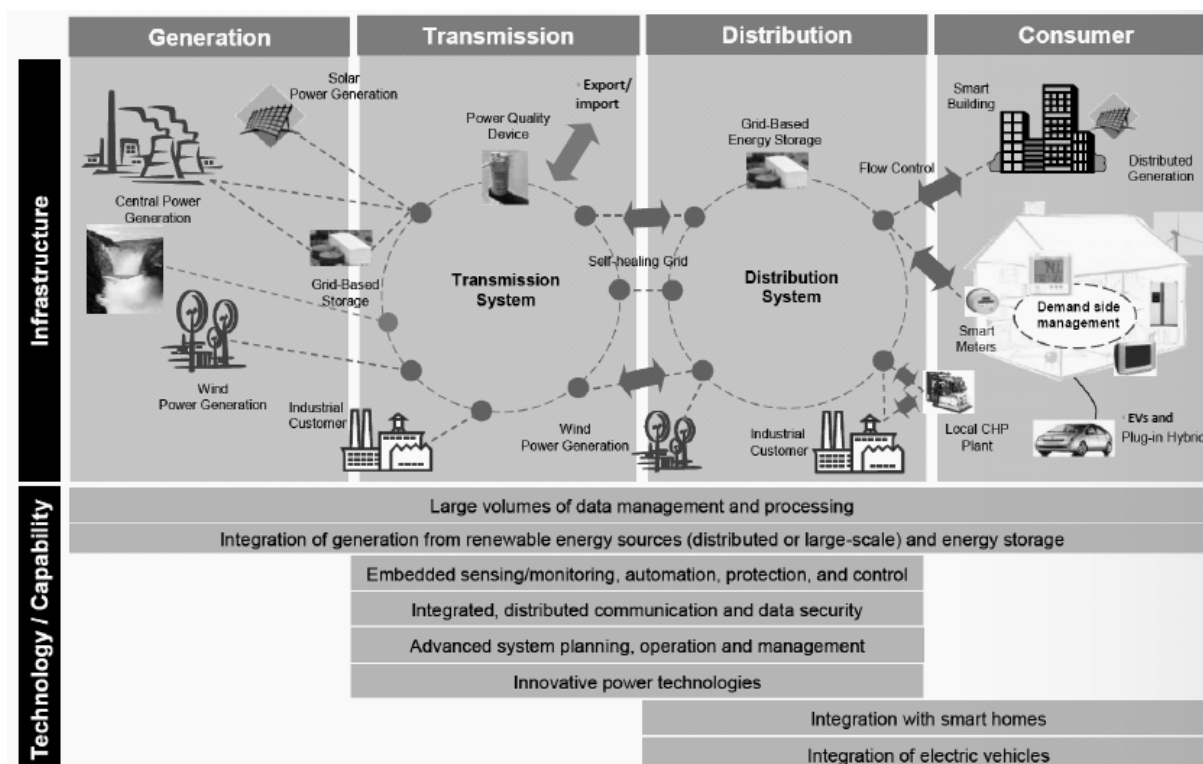 Generation
Transmission
Distribution
Consumer
Infrastructure
Solar
Power Generation
Central Power
Generation
Grid-Based
Storage
Wind
Power Generation
Industrial
Customer
Export/
import
Power Quality
Device
Transmission
System
Self-healing Grid
Wind
Power Generation
Grid-Based
Energy Storage
Flow Control
Distribution
System
Industrial
Customer
Smart
Building
Distributed
Generation
Demand side
management
Smart
Meters
Local CHP
Plant
· EVs and
Plug-in Hybrid
Technology / Capability
Large volumes of data management and processing
Integration of generation from renewable energy sources (distributed or large-scale) and energy storage
Embedded sensing/monitoring, automation, protection, and control
Integrated, distributed communication and data security
Advanced system planning, operation and management
Innovative power technologies
Integration with smart homes
Integration of electric vehicles